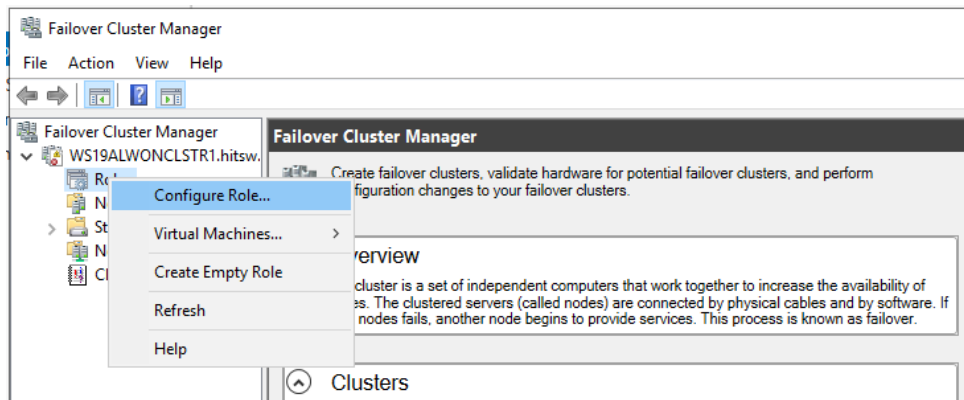 Failover Cluster Manager
File Action View Help
Failover Cluster Manager
WS19ALWONCLSTR1.hitsw.
Configure Role...
Virtual Machines...
Create Empty Role
Refresh
Help
Failover Cluster Manager
Create failover clusters, validate hardware for potential failover clusters, and perform
figuration changes to your failover clusters.
verview
cluster is a set of independent computers that work together to increase the availability of
es. The clustered servers (called nodes) are connected by physical cables and by software. If
nodes fails, another node begins to provide services. This process is known as failover.
Clusters